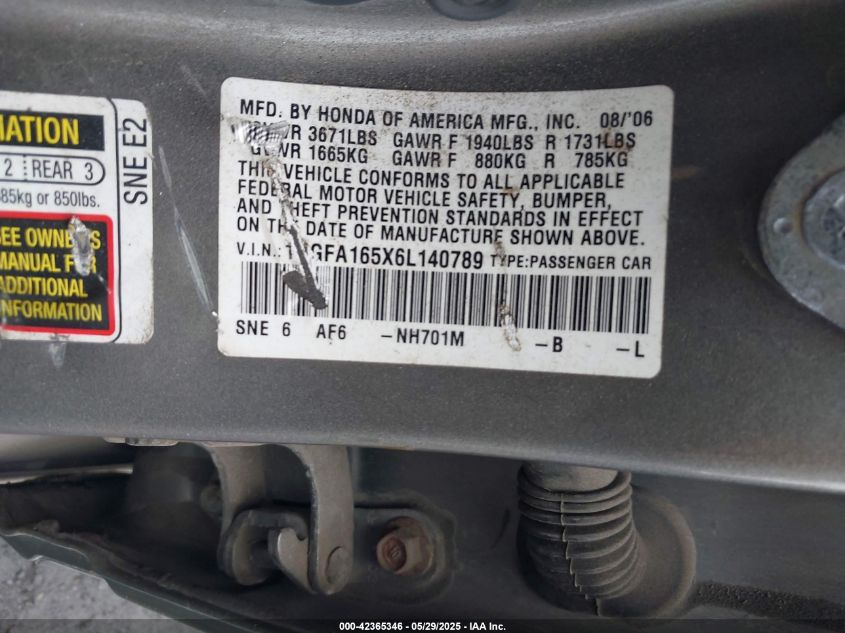 MATION
2 REAR 3
85kg or 850lbs.
SEE OWNERS
MANUAL FOR
ADDITIONAL
INFORMATION
SNE E2
MFD. BY HONDA OF AMERICA MFG., INC. 08/'06
3671LBS GAWR F 1940LBS R 1731LBS
GVWR 1665KG GAWR F 880KG R 785KG
THIS VEHICLE CONFORMS TO ALL APPLICABLE
FEDERAL MOTOR VEHICLE SAFETY, BUMPER,
AND THEFT PREVENTION STANDARDS IN EFFECT
ON THE DATE OF MANUFACTURE SHOWN ABOVE.
V.I.N.: GFA165X6L140789 TYPE:PASSENGER CAR
SNE 6 AF6 -NH701M -B -L
000-42365346 - 05/29/2025 - IAA Inc.